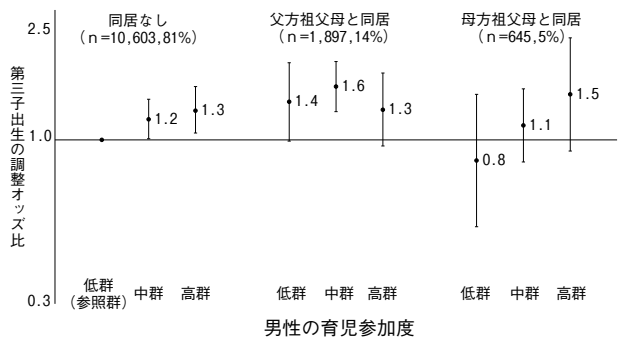 2.5
1.0
0.3
第三子出生の調整オッズ比
同居なし
(n=10,603,81%)
父方祖父母と同居
(n=1,897,14%)
母方祖父母と同居
(n=645,5%)
1.2
1.3
1.4
1.6
1.3
0.8
1.1
1.5
低群
(参照群)
中群
高群
低群
中群
高群
低群
中群
高群
男性の育児参加度